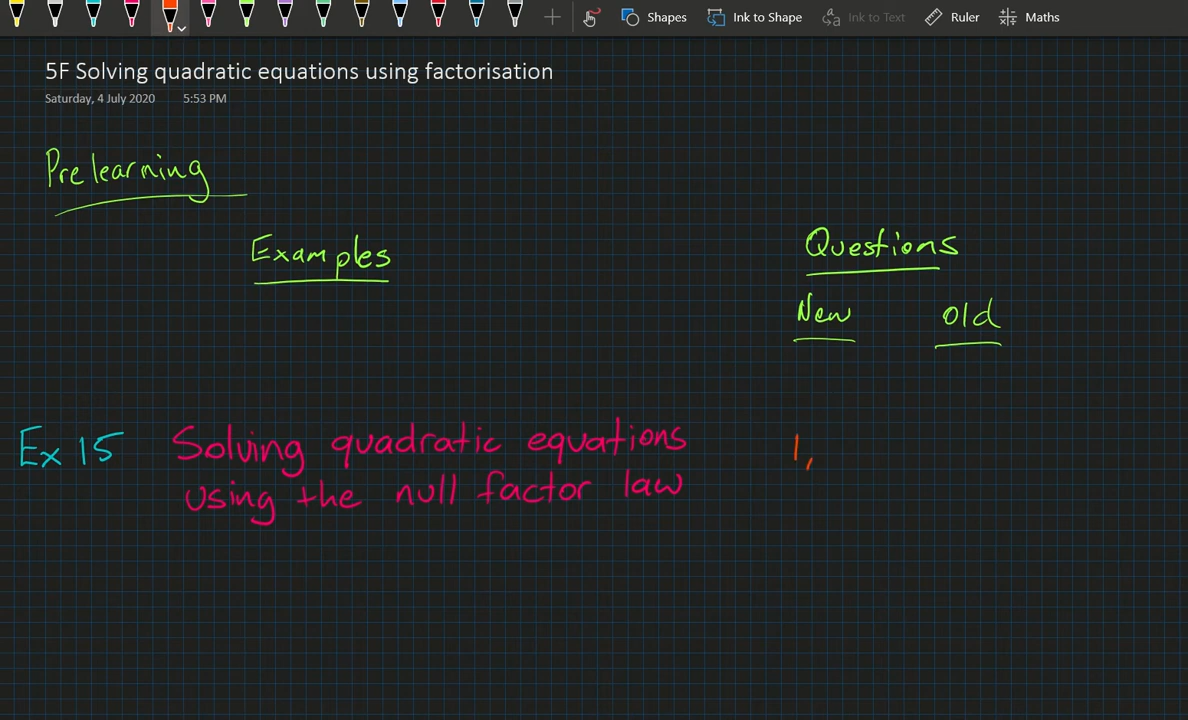 Shapes Ink to Shape Ink to Text Ruler Maths
5F Solving quadratic equations using factorisation
Saturday, 4 July 2020 5:53 PM
Prelearning
Examples
Questions
New Old
Ex 15 Solving quadratic equations
using the null factor law
1,